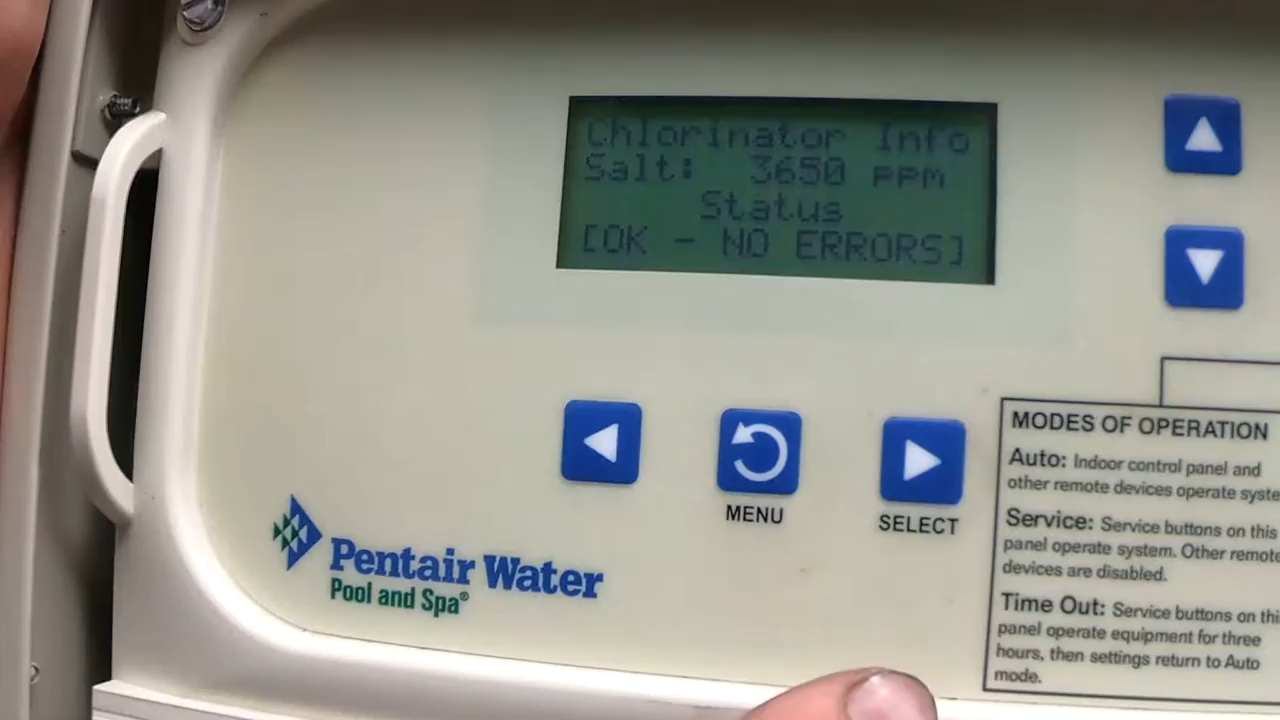 Chlorinator Info
Salt: 3650 ppm
Status
[OK - NO ERRORS]
MENU
SELECT
Pentair Water
Pool and Spa®
MODES OF OPERATION
Auto: Indoor control panel and
other remote devices operate syste
Service: Service buttons on this
panel operate system. Other remote
devices are disabled.
Time Out: Service buttons on thi
panel operate equipment for three
hours, then settings return to Auto
mode.